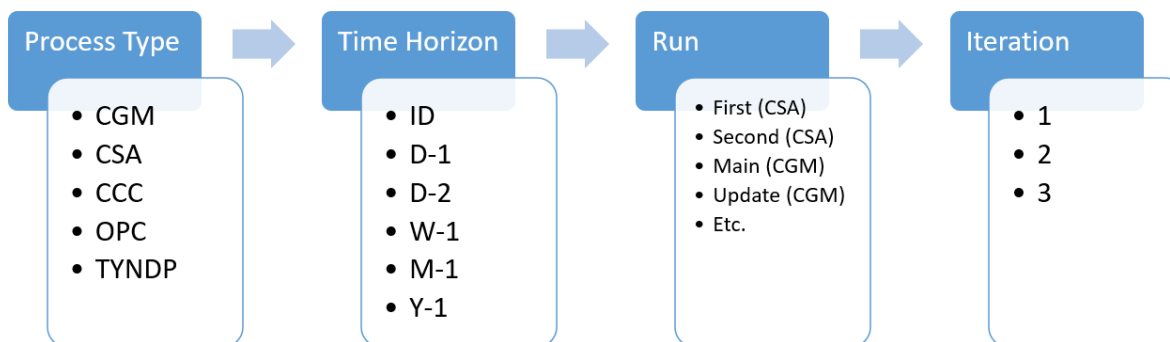 Process Type
• CGM
• CSA
• CCC
• OPC
• TYNDP
Time Horizon
• ID
• D-1
• D-2
• W-1
• M-1
• Y-1
Run
• First (CSA)
• Second (CSA)
• Main (CGM)
• Update (CGM)
• Etc.
Iteration
• 1
• 2
• 3